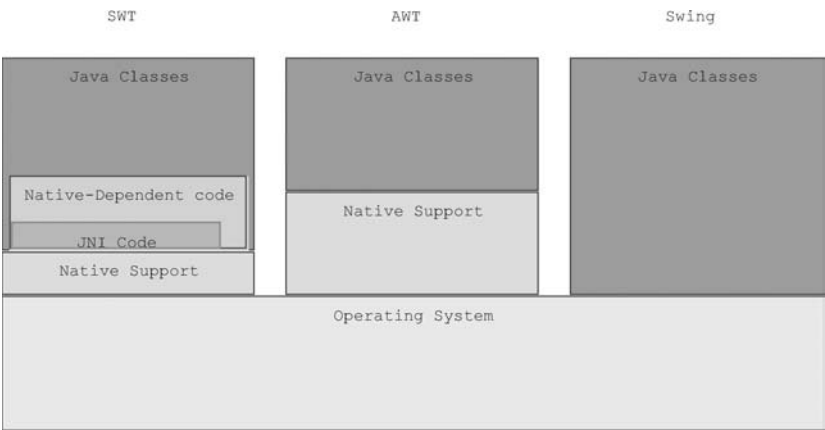 SWT AWT Swing
Java Classes Java Classes Java Classes
Native-Dependent code
Native Support
JNI Code
Native Support
Operating System